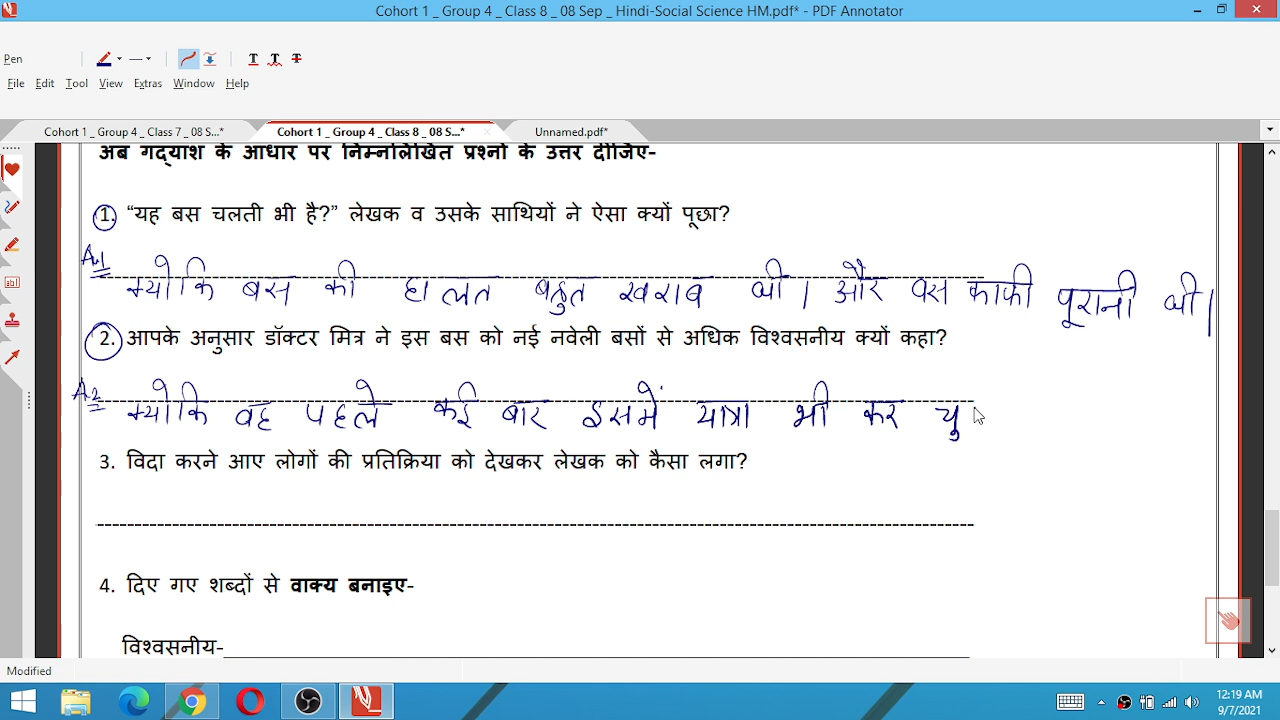 Cohort 1 _ Group 4 _ Class 8 _ 08 Sep _ Hindi-Social Science HM.pdf* - PDF Annotator
Pen
File Edit Tool View Extras Window Help
Cohort 1 _ Group 4 _ Class 7 _ 08 S...* Cohort 1 _ Group 4 _ Class 8 _ 08 S...* Unnamed.pdf*
अब गद्यांश के आधार पर निम्नलिखित प्रश्नों के उत्तर दीजिए-
1. “यह बस चलती भी है?” लेखक व उसके साथियों ने ऐसा क्यों पूछा?
A.1
क्योकि बस की हालत बहुत खराब थी। और बस काफी पूरानी थी।
2. आपके अनुसार डॉक्टर मित्र ने इस बस को नई नवेली बसों से अधिक विश्वसनीय क्यों कहा?
A.2
क्योकि वह पहले कई बार इसमें यात्रा भी कर चु
3. विदा करने आए लोगों की प्रतिक्रिया को देखकर लेखक को कैसा लगा?
4. दिए गए शब्दों से वाक्य बनाइए-
विश्वसनीय-
Modified
12:19 AM
9/7/2021